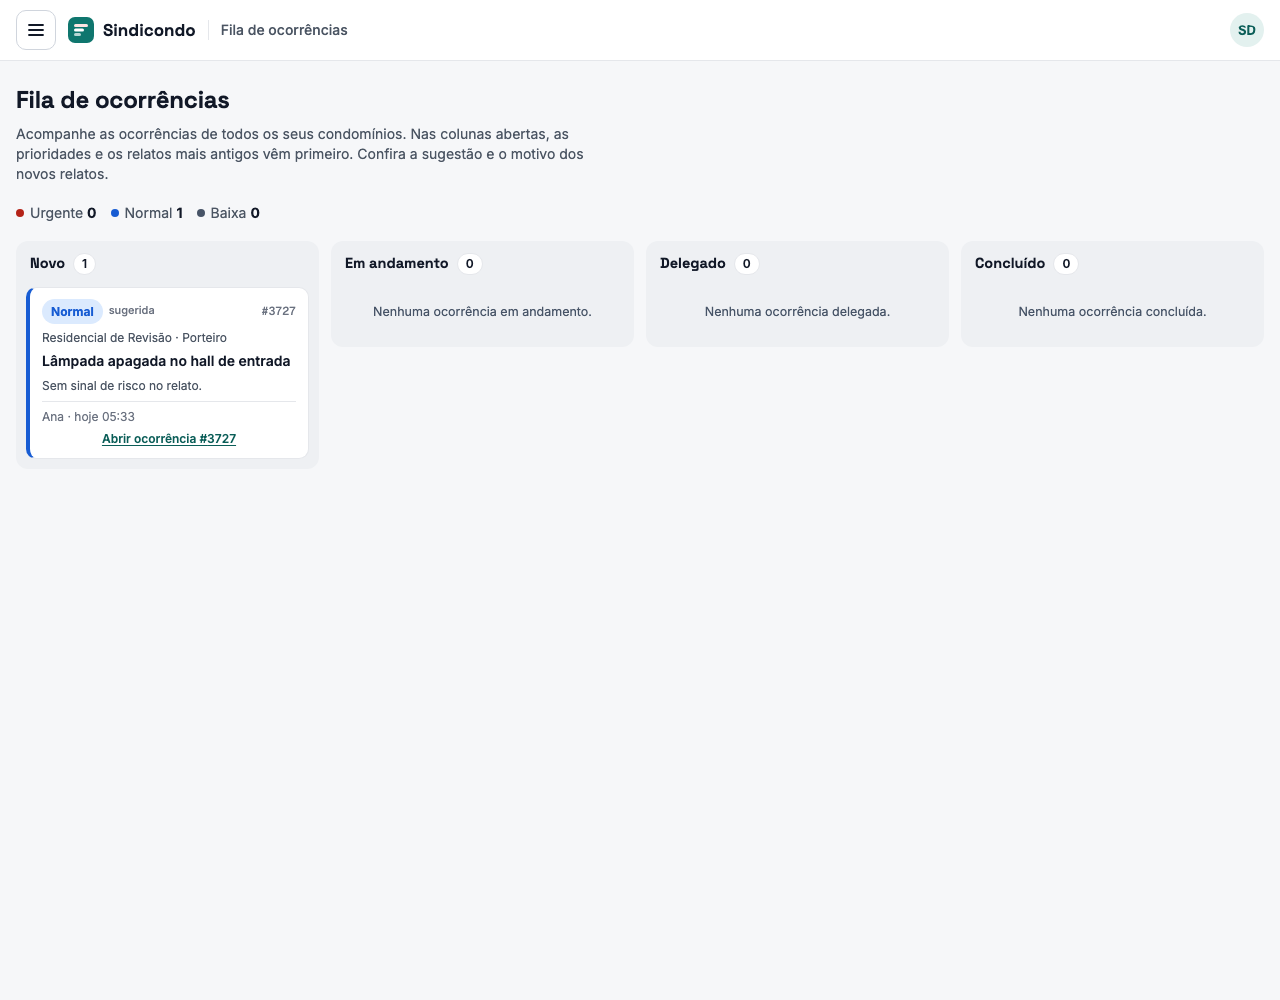 Sindicondo
Fila de ocorrências
SD
Fila de ocorrências
Acompanhe as ocorrências de todos os seus condomínios. Nas colunas abertas, as
prioridades e os relatos mais antigos vêm primeiro. Confira a sugestão e o motivo dos
novos relatos.
Urgente 0 Normal 1 Baixa 0
Novo 1
Normal sugerida #3727
Residencial de Revisão · Porteiro
Lâmpada apagada no hall de entrada
Sem sinal de risco no relato.
Ana · hoje 05:33
Abrir ocorrência #3727
Em andamento 0
Nenhuma ocorrência em andamento.
Delegado 0
Nenhuma ocorrência delegada.
Concluído 0
Nenhuma ocorrência concluída.